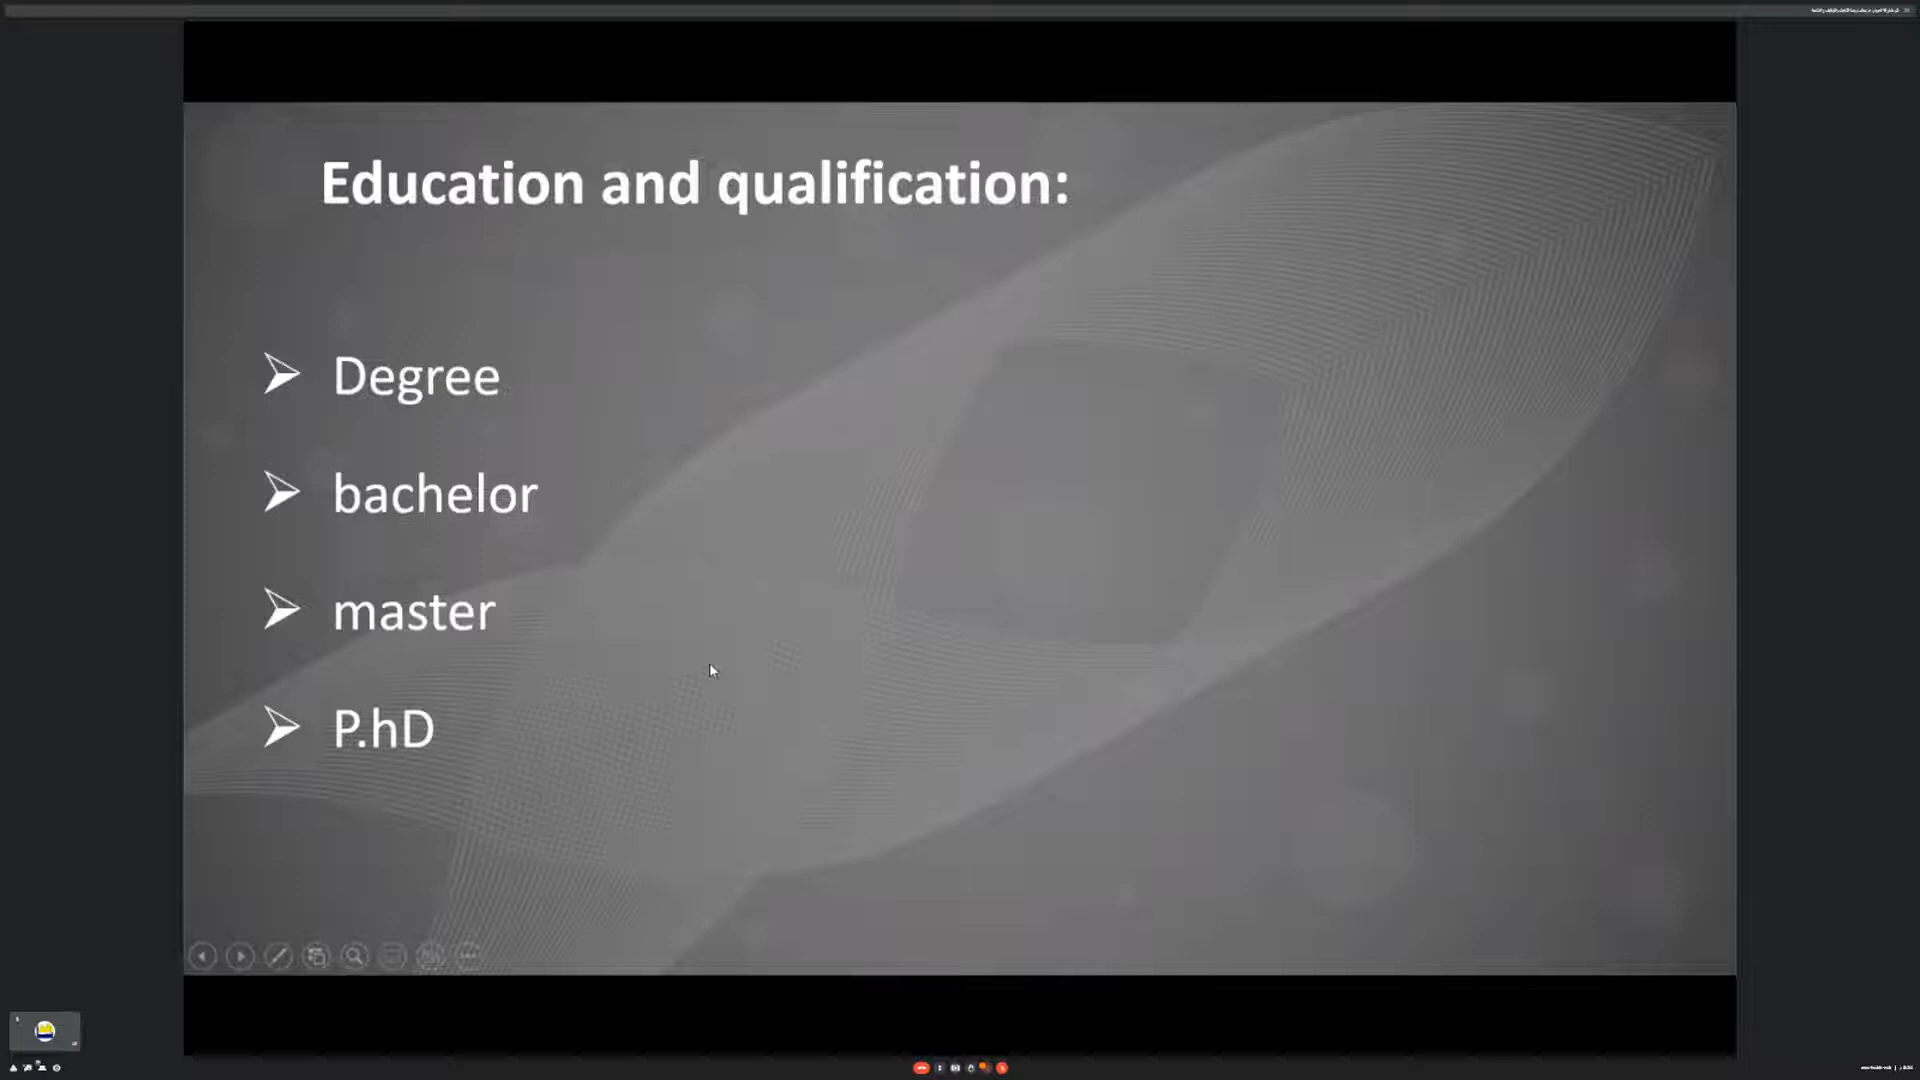 Education and qualification:
Degree
bachelor
master
P.hD